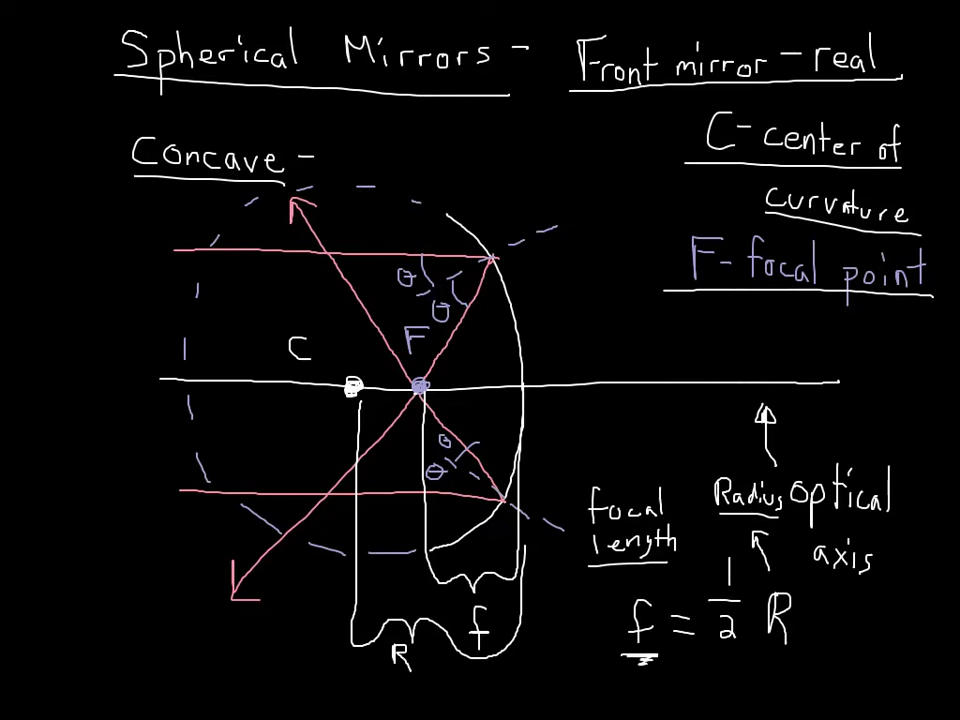 Spherical Mirrors - Front mirror - real
C- center of
curvature
Concave -
F- focal point
θ
θ
F
C
θ
θ
focal
length
Radius
optical
axis
f = 1/2 R
f
R